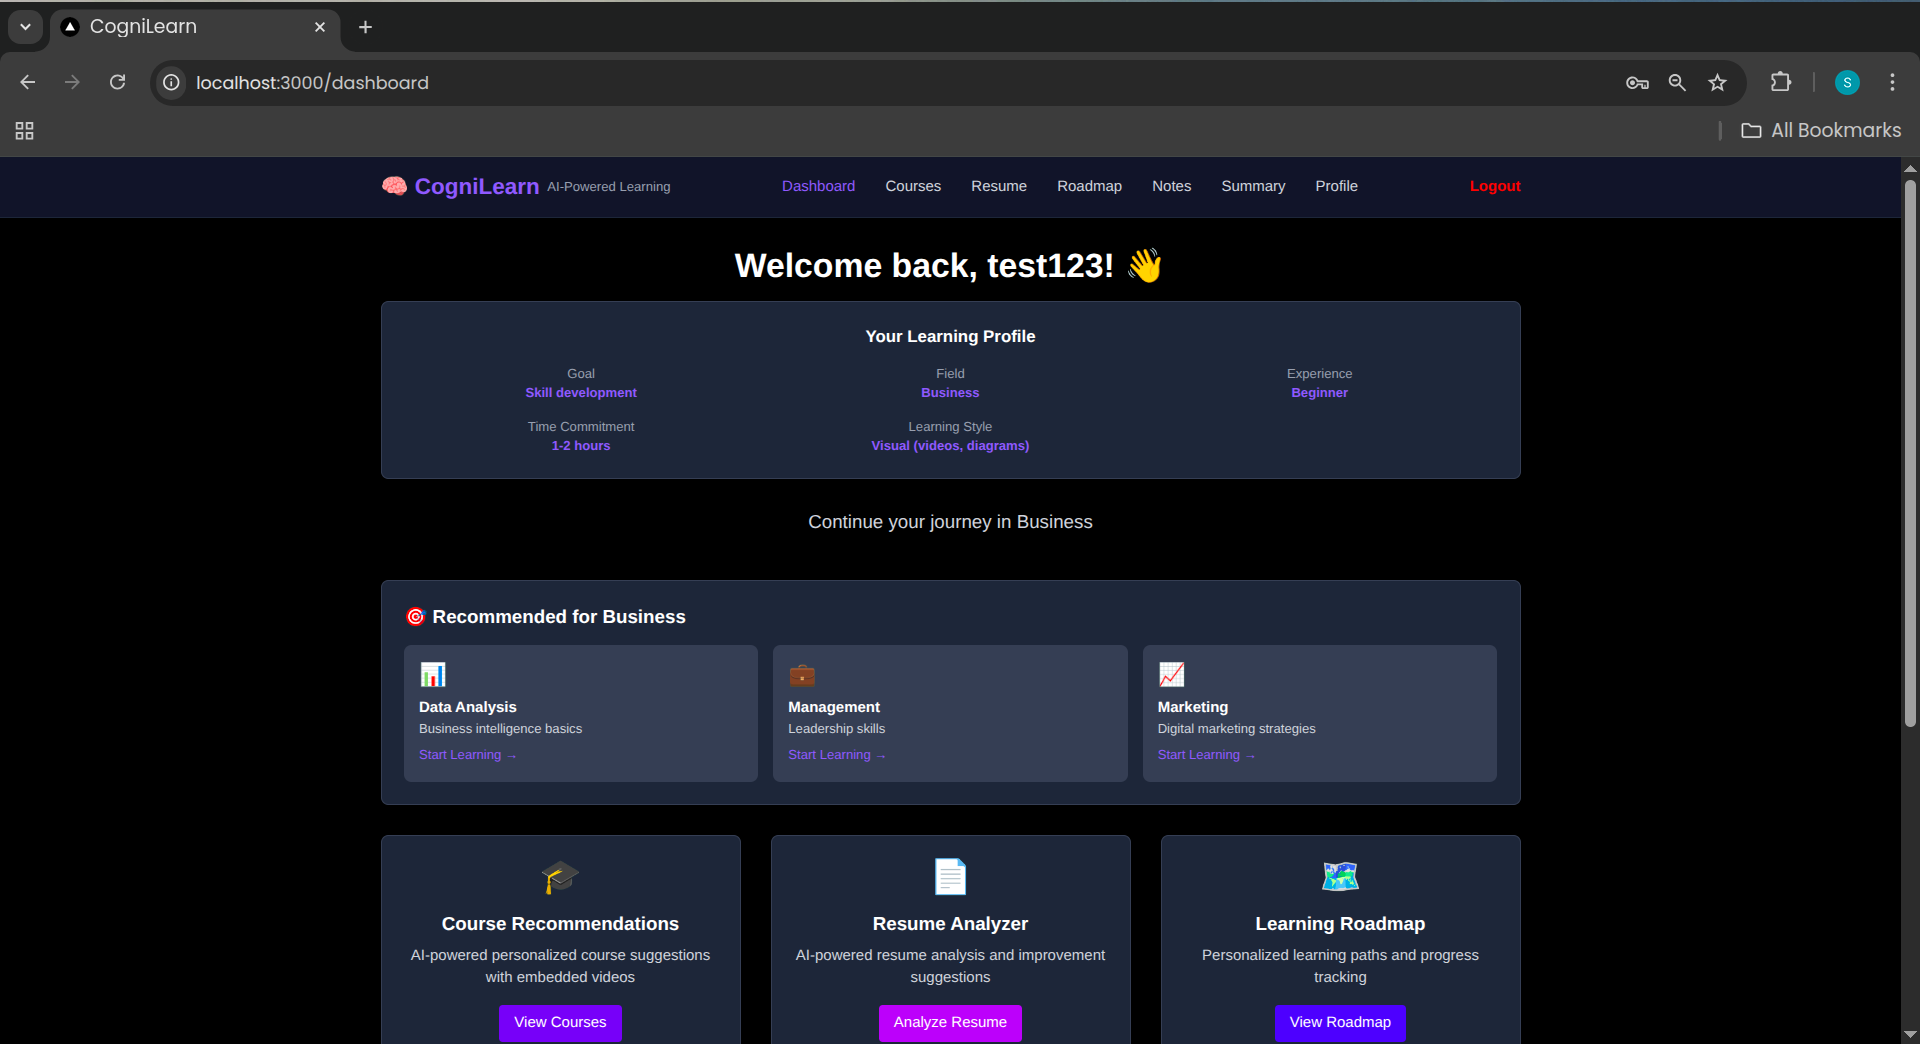 CogniLearn
localhost:3000/dashboard
S
All Bookmarks
CogniLearn AI-Powered Learning Dashboard Courses Resume Roadmap Notes Summary Profile Logout
Welcome back, test123! 👋
Your Learning Profile
Goal Field Experience
Skill development Business Beginner
Time Commitment Learning Style
1-2 hours Visual (videos, diagrams)
Continue your journey in Business
🎯 Recommended for Business
Data Analysis
Business intelligence basics
Start Learning →
Management
Leadership skills
Start Learning →
Marketing
Digital marketing strategies
Start Learning →
Course Recommendations
AI-powered personalized course suggestions
with embedded videos
View Courses
Resume Analyzer
AI-powered resume analysis and improvement
suggestions
Analyze Resume
Learning Roadmap
Personalized learning paths and progress
tracking
View Roadmap